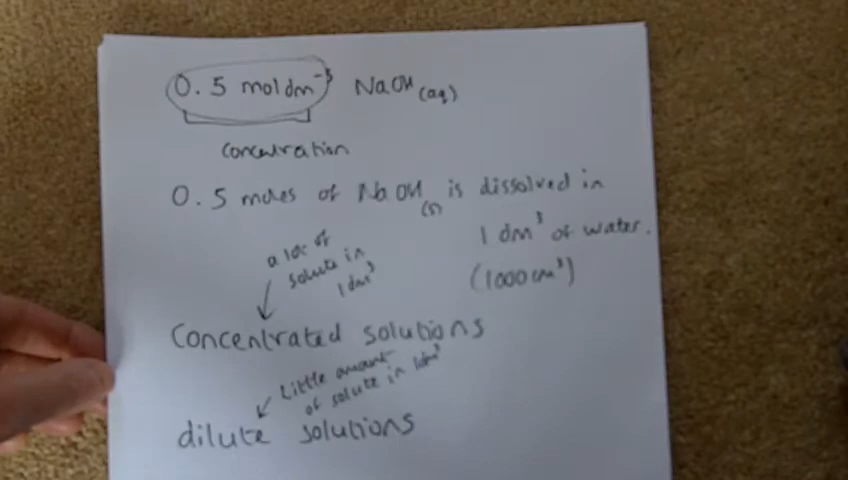 0.5 moldm⁻³ NaOH(aq)
concentration
0.5 moles of NaOH(s) is dissolved in
1 dm³ of water.
(1000 cm³)
a lot of
solute in
1 dm³
Concentrated solutions
Little amount
of solute in 1dm³
dilute solutions